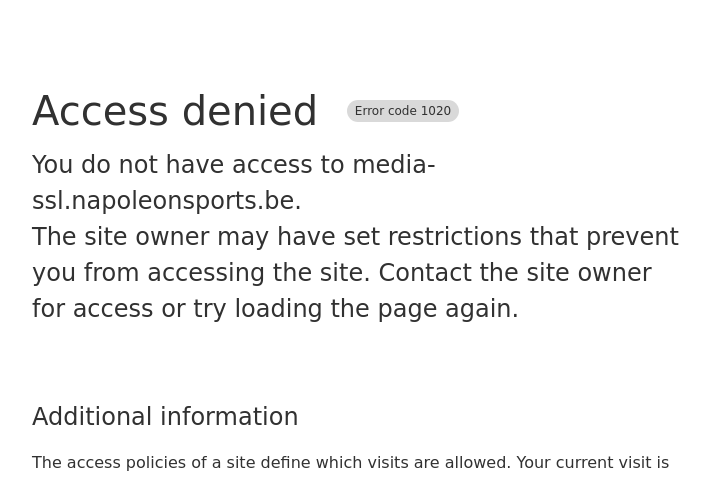 Access denied Error code 1020
You do not have access to media-
ssl.napoleonsports.be.
The site owner may have set restrictions that prevent
you from accessing the site. Contact the site owner
for access or try loading the page again.
Additional information
The access policies of a site define which visits are allowed. Your current visit is